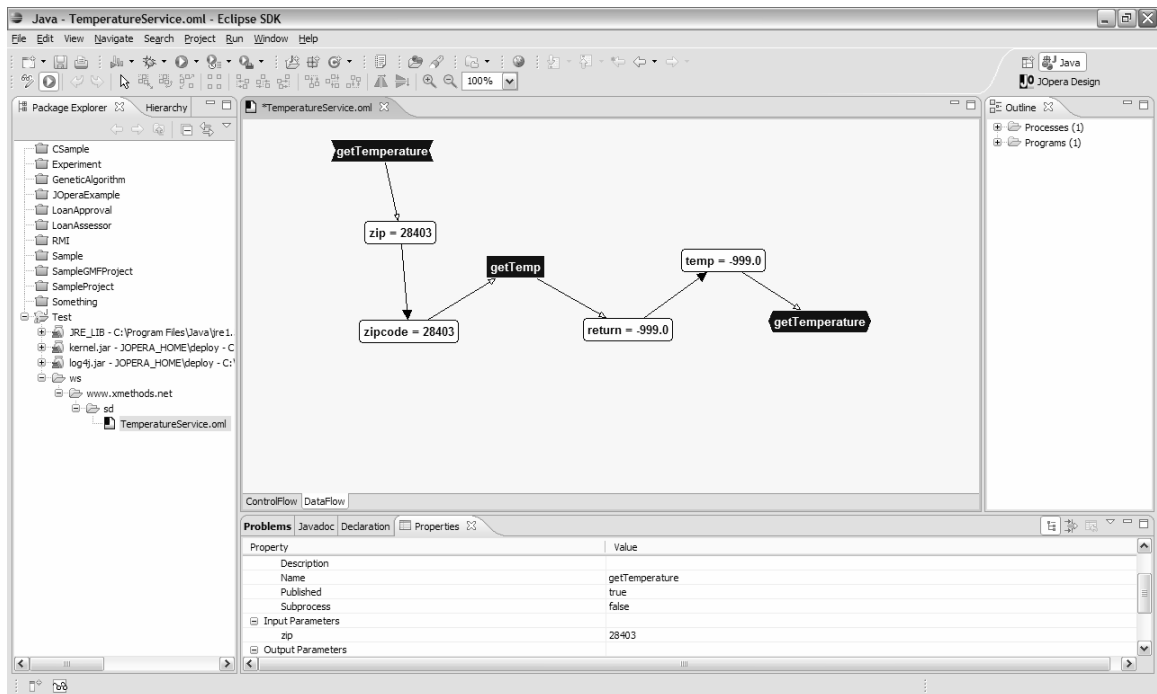 Java - TemperatureService.oml - Eclipse SDK
File Edit View Navigate Search Project Run Window Help
100%
Java
JOpera Design
Package Explorer Hierarchy
*TemperatureService.oml
Outline
CSample
Experiment
GeneticAlgorithm
JOperaExample
LoanApproval
LoanAssessor
RMI
Sample
SampleGMFProject
SampleProject
Something
Test
JRE_LIB - C:\Program Files\Java\jre1.
kernel.jar - JOPERA_HOME\deploy - C
log4j.jar - JOPERA_HOME\deploy - C:\
ws
www.xmethods.net
sd
TemperatureService.oml
getTemperature
zip = 28403
getTemp
temp = -999.0
zipcode = 28403
return = -999.0
getTemperature
Processes (1)
Programs (1)
ControlFlow DataFlow
Problems Javadoc Declaration Properties
Property Value
Description
Name getTemperature
Published true
Subprocess false
Input Parameters
zip 28403
Output Parameters